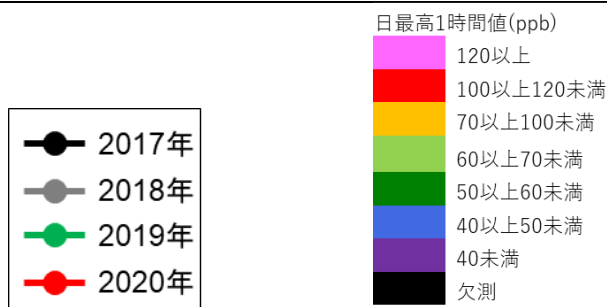 日最高1時間値(ppb)
120以上
100以上120未満
70以上100未満
60以上70未満
50以上60未満
40以上50未満
40未満
欠測
2017年
2018年
2019年
2020年